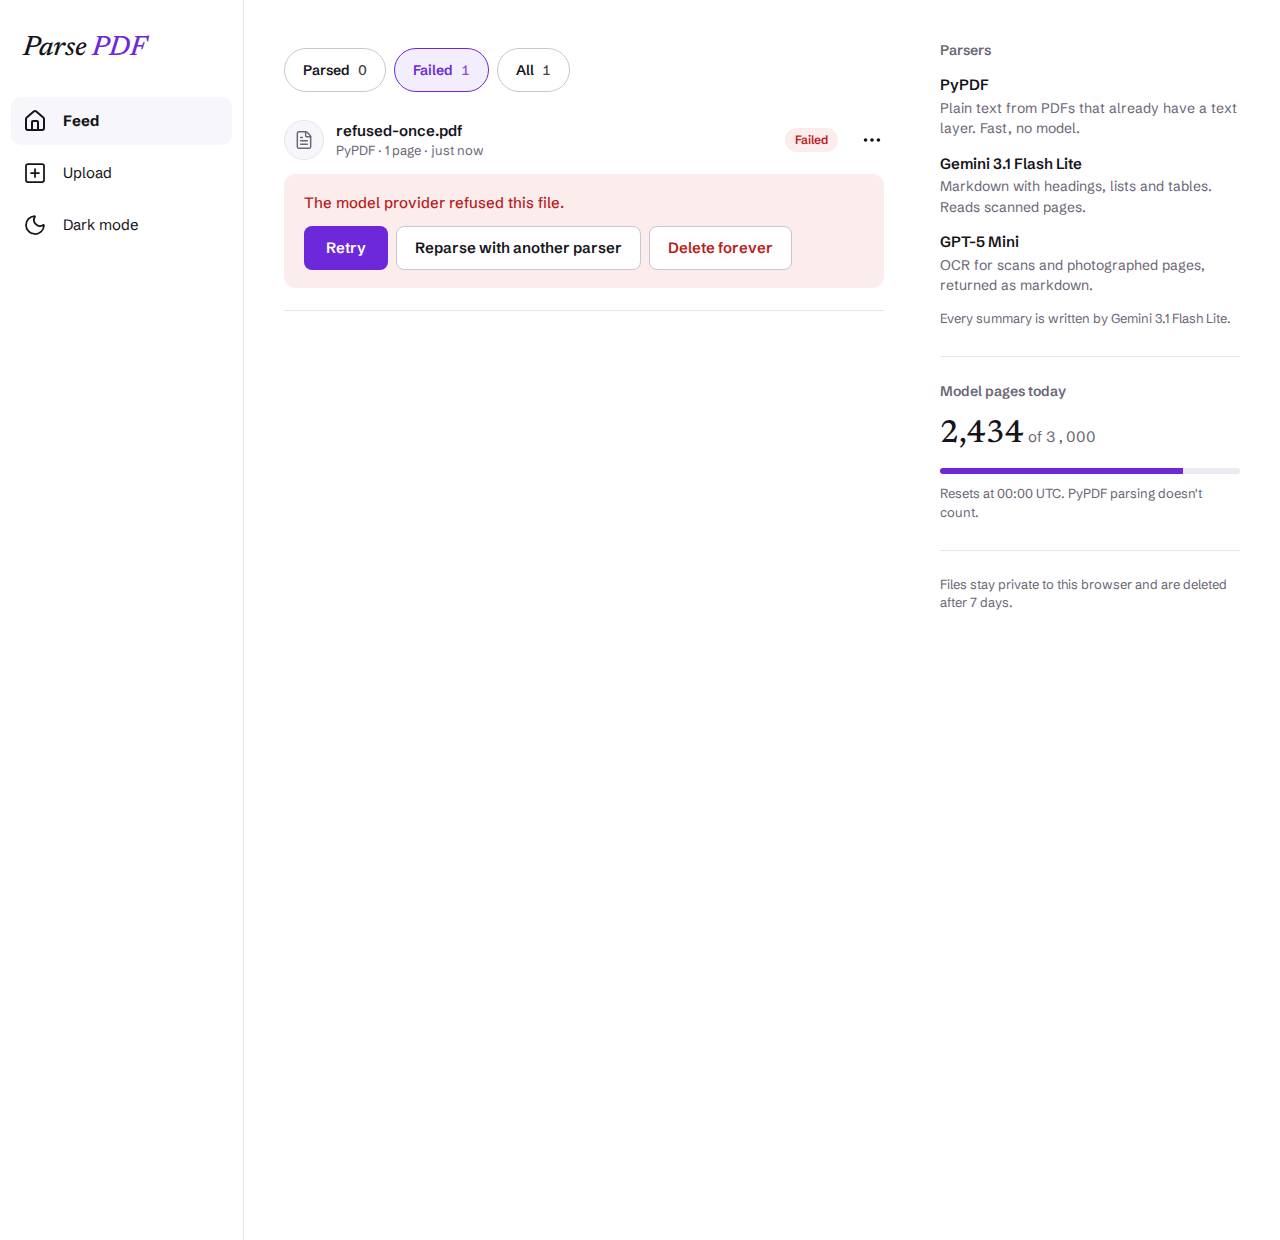 Parse PDF
Feed
Upload
Dark mode
Parsed 0
Failed 1
All 1
refused-once.pdf
PyPDF · 1 page · just now
Failed
The model provider refused this file.
Retry
Reparse with another parser
Delete forever
Parsers
PyPDF
Plain text from PDFs that already have a text
layer. Fast, no model.
Gemini 3.1 Flash Lite
Markdown with headings, lists and tables.
Reads scanned pages.
GPT-5 Mini
OCR for scans and photographed pages,
returned as markdown.
Every summary is written by Gemini 3.1 Flash Lite.
Model pages today
2,434 of 3,000
Resets at 00:00 UTC. PyPDF parsing doesn't
count.
Files stay private to this browser and are deleted
after 7 days.